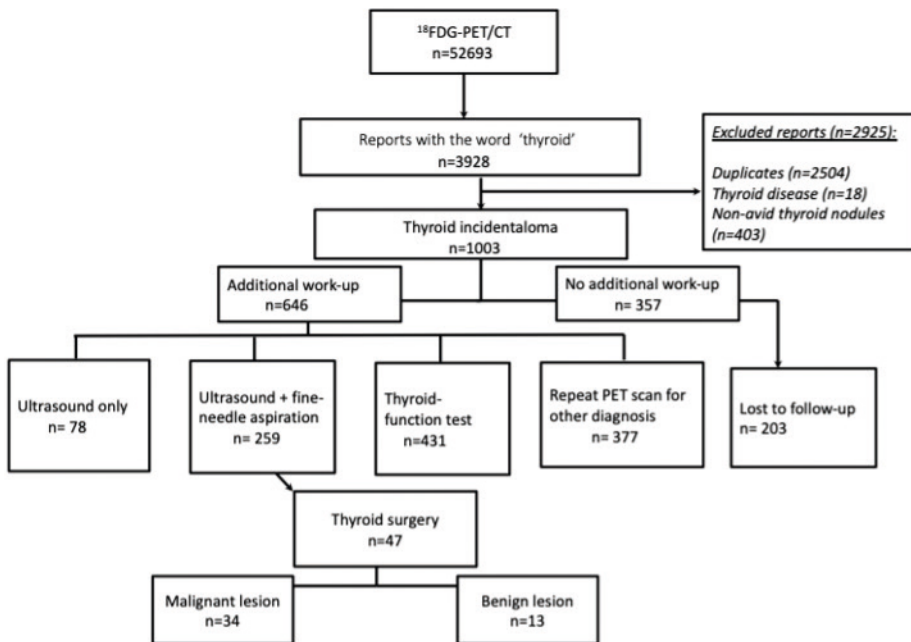 ¹⁸FDG-PET/CT
n=52693
Reports with the word 'thyroid'
n=3928
Excluded reports (n=2925):
Duplicates (n=2504)
Thyroid disease (n=18)
Non-avid thyroid nodules
(n=403)
Thyroid incidentaloma
n=1003
Additional work-up
n=646
No additional work-up
n= 357
Ultrasound only
n= 78
Ultrasound + fine-
needle aspiration
n= 259
Thyroid-
function test
n=431
Repeat PET scan for
other diagnosis
n= 377
Lost to follow-up
n= 203
Thyroid surgery
n=47
Malignant lesion
n=34
Benign lesion
n=13